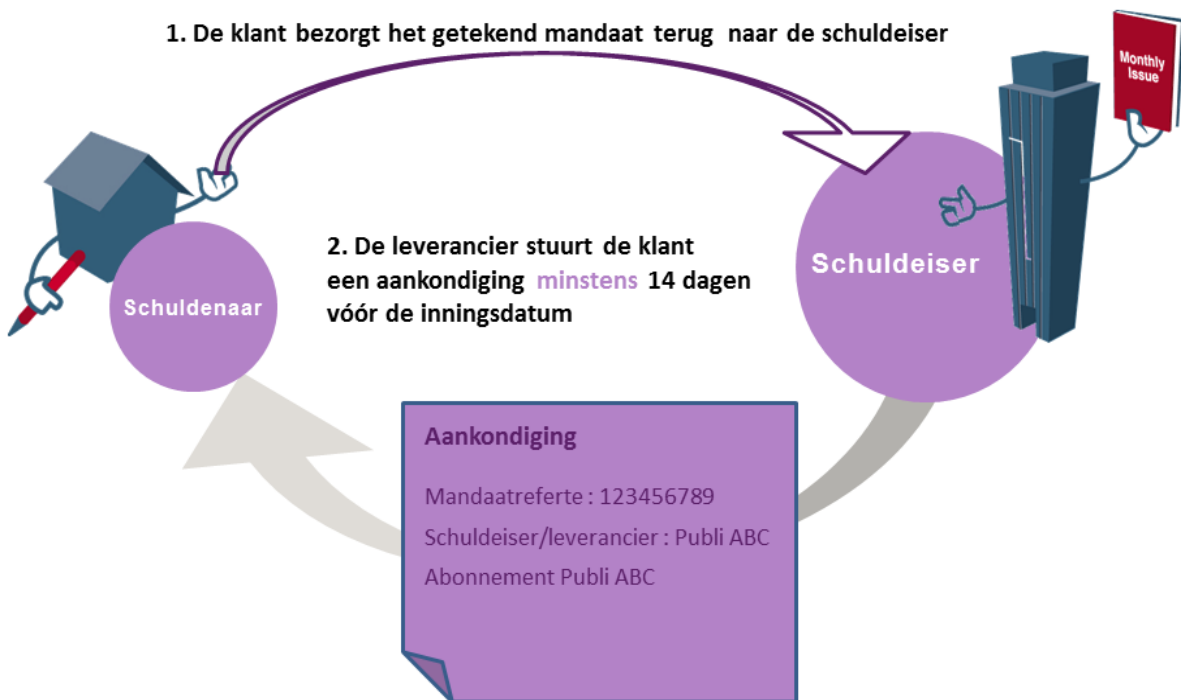 1. De klant bezorgt het getekend mandaat terug naar de schuldeiser
Monthly
Issue
2. De leverancier stuurt de klant
een aankondiging minstens 14 dagen
vóór de inningsdatum
Schuldeiser
Schuldenaar
Aankondiging
Mandaatreferte : 123456789
Schuldeiser/leverancier : Publi ABC
Abonnement Publi ABC